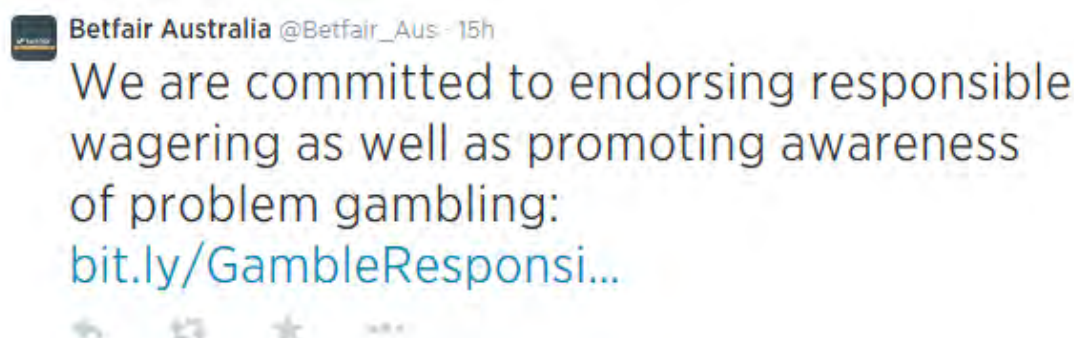 Betfair Australia @Betfair_Aus · 15h
We are committed to endorsing responsible
wagering as well as promoting awareness
of problem gambling:
bit.ly/GambleResponsi...